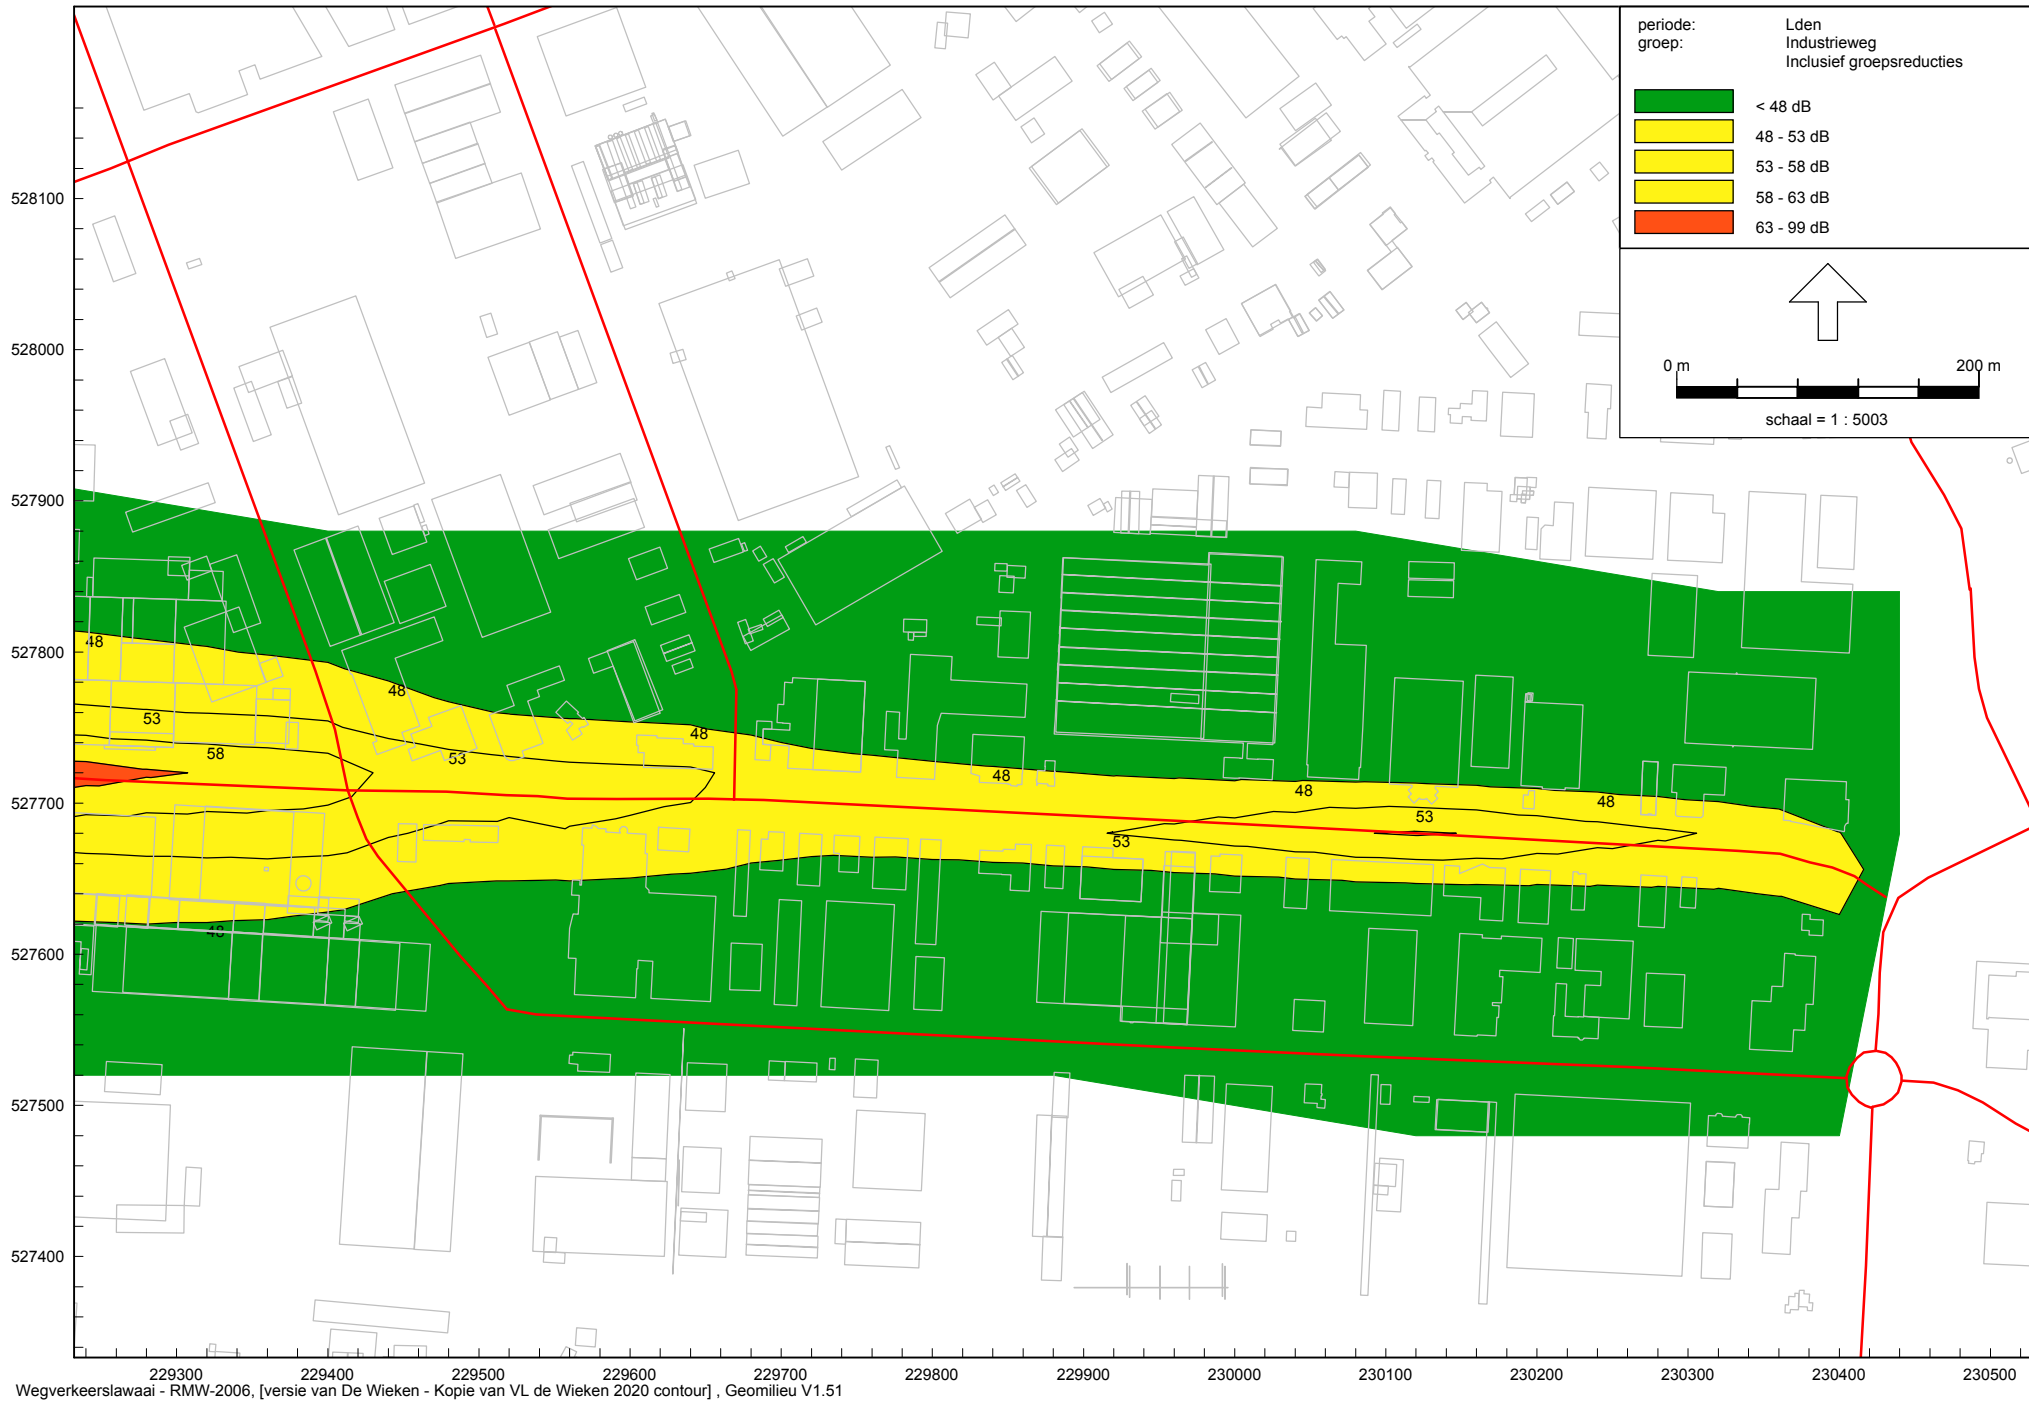 periode: Lden
groep: Industrieweg
Inclusief groepsreducties
< 48 dB
48 - 53 dB
53 - 58 dB
58 - 63 dB
63 - 99 dB
0 m 200 m
schaal = 1 : 5003
528100
528000
527900
527800
527700
527600
527500
527400
48
48
53
58
53
48
48
48
53
48
53
48
229300 229400 229500 229600 229700 229800 229900 230000 230100 230200 230300 230400 230500
Wegverkeerslawaai - RMW-2006, [versie van De Wieken - Kopie van VL de Wieken 2020 contour] , Geomilieu V1.51